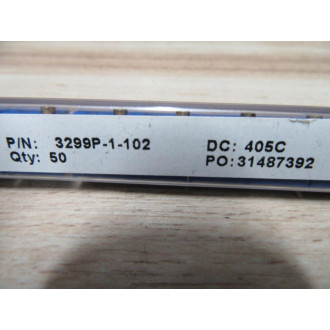 P/N: 3299P-1-102 DC: 405C
Qty: 50 PO:31487392